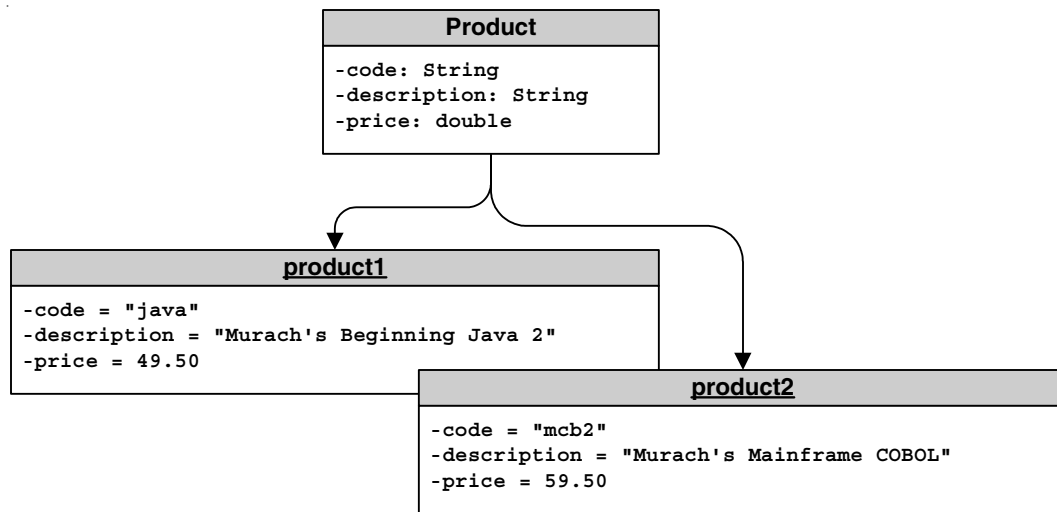 Product
-code: String
-description: String
-price: double
product1
-code = "java"
-description = "Murach's Beginning Java 2"
-price = 49.50
product2
-code = "mcb2"
-description = "Murach's Mainframe COBOL"
-price = 59.50